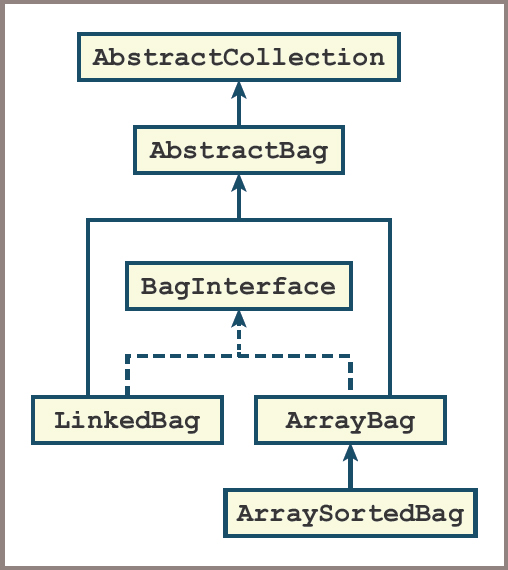 AbstractCollection
AbstractBag
BagInterface
LinkedBag
ArrayBag
ArraySortedBag